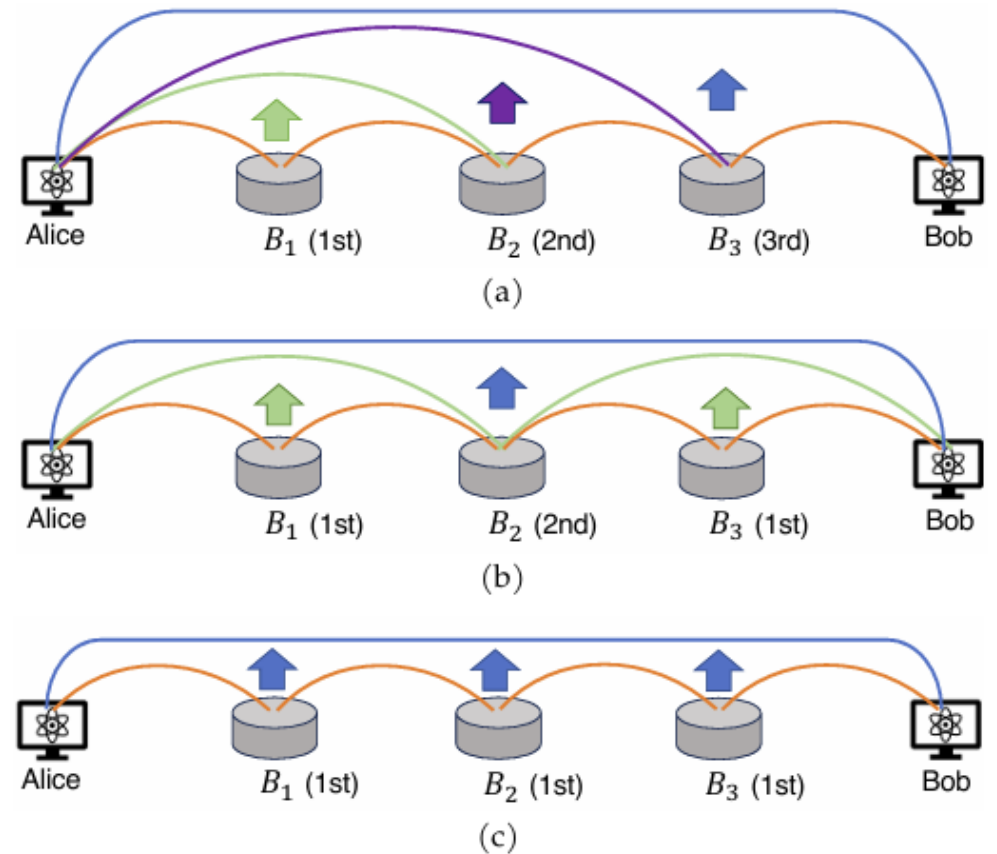 Alice B₁ (1st) B₂ (2nd) B₃ (3rd) Bob
(a)
Alice B₁ (1st) B₂ (2nd) B₃ (1st) Bob
(b)
Alice B₁ (1st) B₂ (1st) B₃ (1st) Bob
(c)